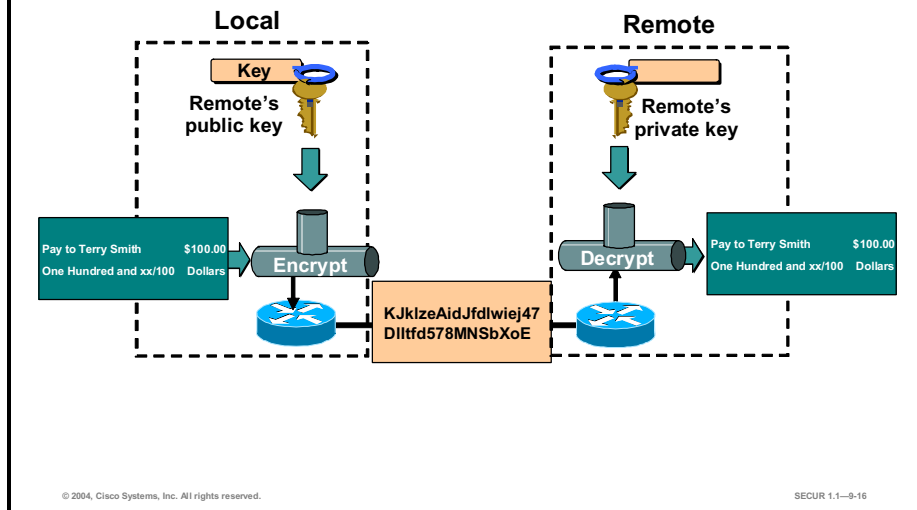 Local
Remote
Key
Remote's
public key
Remote's
private key
Pay to Terry Smith $100.00
One Hundred and xx/100 Dollars
Encrypt
Decrypt
Pay to Terry Smith $100.00
One Hundred and xx/100 Dollars
KJklzeAidJfdlwiej47
DlItfd578MNSbXoE
© 2004, Cisco Systems, Inc. All rights reserved.
SECUR 1.1—9-16